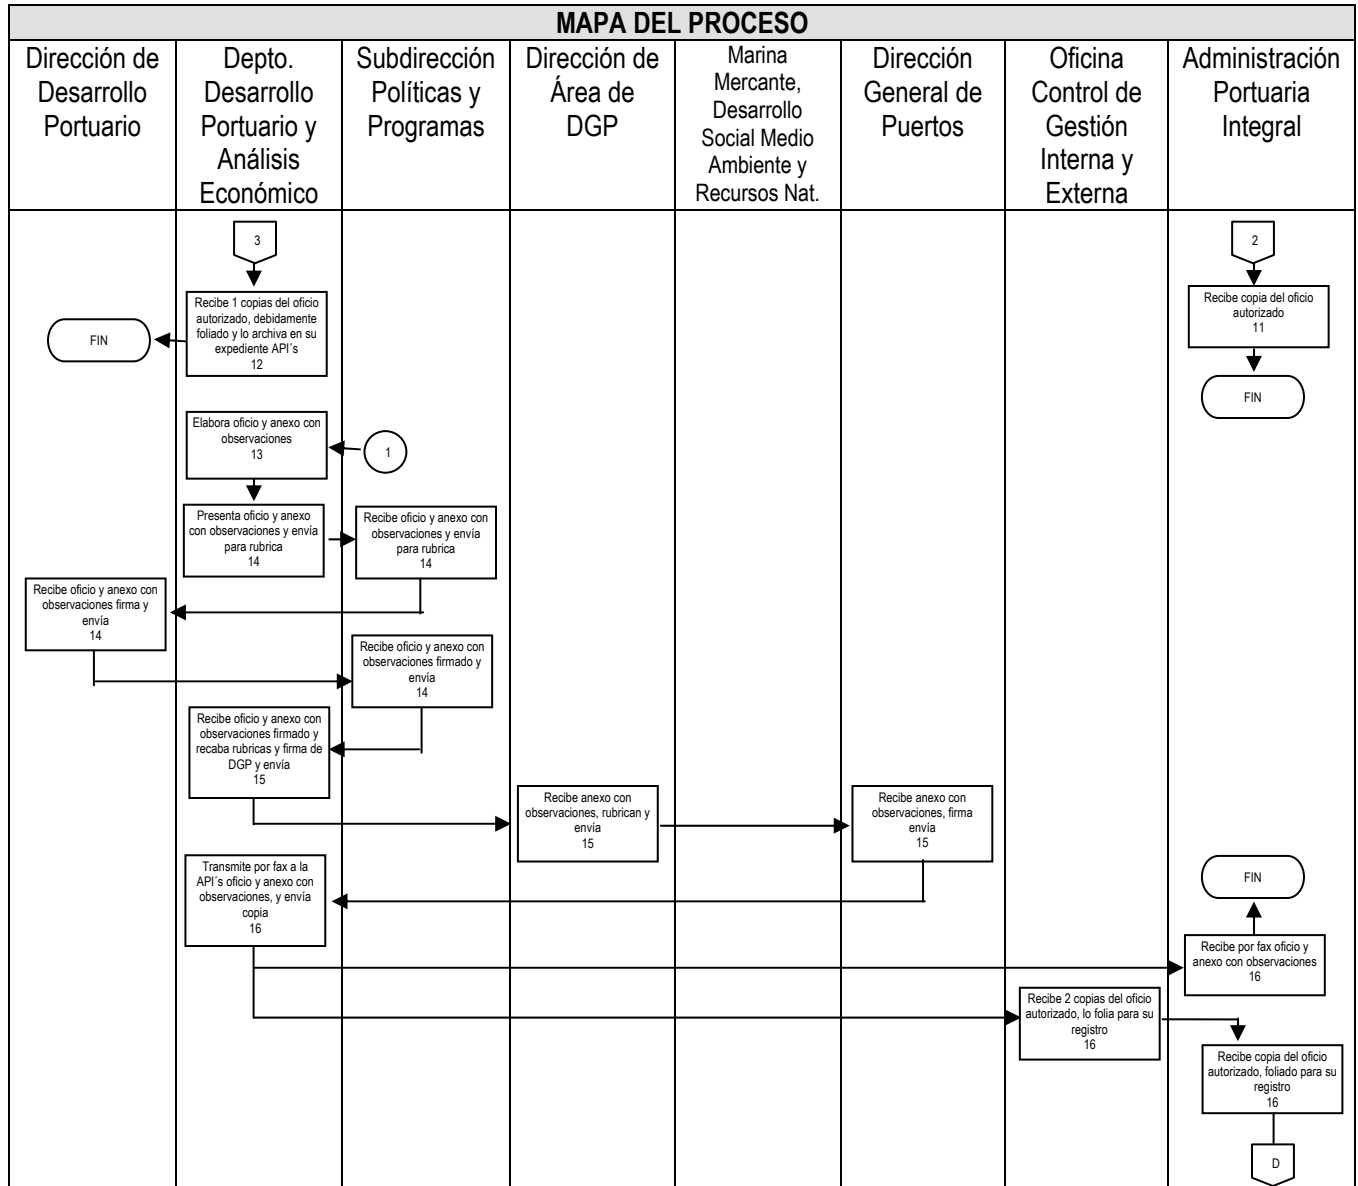 MAPA DEL PROCESO
Dirección de
Desarrollo
Portuario
Depto.
Desarrollo
Portuario y
Análisis
Económico
Subdirección
Políticas y
Programas
Dirección de
Área de
DGP
Marina
Mercante,
Desarrollo
Social Medio
Ambiente y
Recursos Nat.
Dirección
General de
Puertos
Oficina
Control de
Gestión
Interna y
Externa
Administración
Portuaria
Integral
3
2
Recibe 1 copias del oficio
autorizado, debidamente
foliado y lo archiva en su
expediente API´s
12
FIN
Recibe copia del oficio
autorizado
11
FIN
Elabora oficio y anexo con
observaciones
13
1
Presenta oficio y anexo
con observaciones y envía
para rubrica
14
Recibe oficio y anexo con
observaciones y envía
para rubrica
14
Recibe oficio y anexo con
observaciones firma y
envía
14
Recibe oficio y anexo con
observaciones firmado y
envía
14
Recibe oficio y anexo con
observaciones firmado y
recaba rubricas y firma de
DGP y envía
15
Recibe anexo con
observaciones, rubrican y
envía
15
Recibe anexo con
observaciones, firma
envía
15
Transmite por fax a la
API´s oficio y anexo con
observaciones, y envía
copia
16
FIN
Recibe por fax oficio y
anexo con observaciones
16
Recibe 2 copias del oficio
autorizado, lo folia para su
registro
16
Recibe copia del oficio
autorizado, foliado para su
registro
16
D